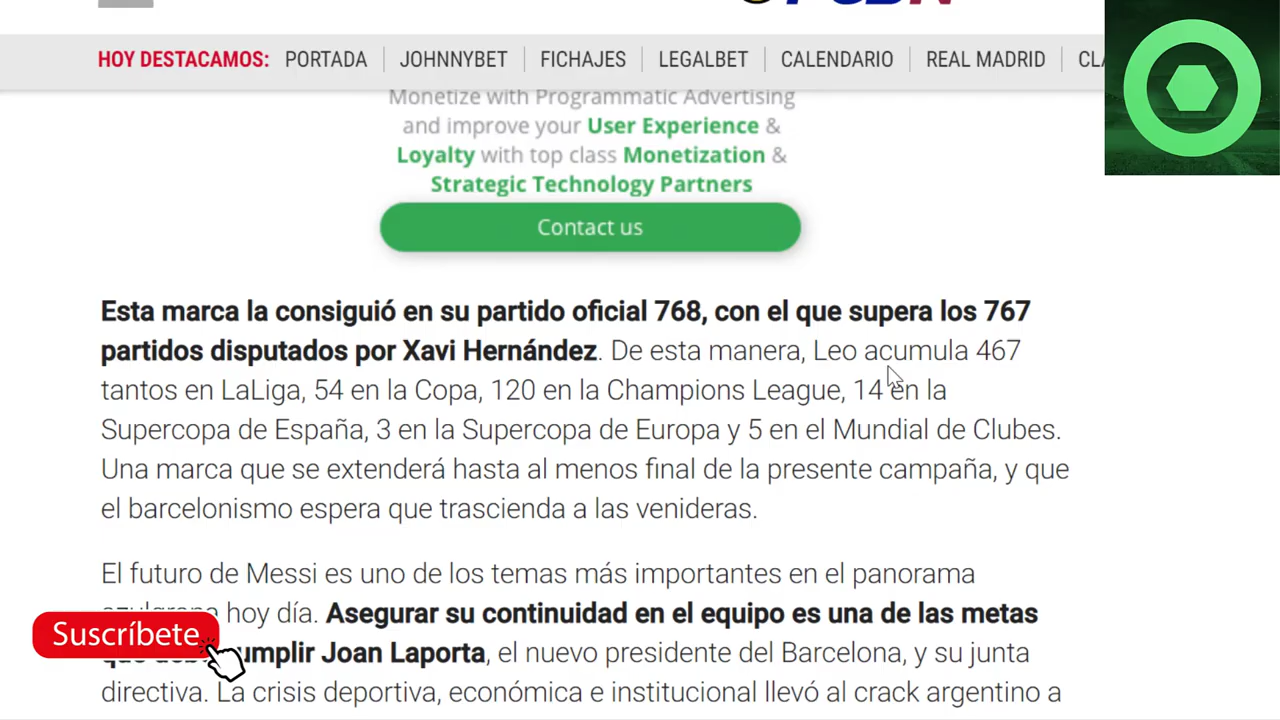 HOY DESTACAMOS: PORTADA JOHNNYBET FICHAJES LEGALBET CALENDARIO REAL MADRID
Monetize with Programmatic Advertising
and improve your User Experience &
Loyalty with top class Monetization &
Strategic Technology Partners
Contact us
Esta marca la consiguió en su partido oficial 768, con el que supera los 767
partidos disputados por Xavi Hernández. De esta manera, Leo acumula 467
tantos en LaLiga, 54 en la Copa, 120 en la Champions League, 14 en la
Supercopa de España, 3 en la Supercopa de Europa y 5 en el Mundial de Clubes.
Una marca que se extenderá hasta al menos final de la presente campaña, y que
el barcelonismo espera que trascienda a las venideras.
El futuro de Messi es uno de los temas más importantes en el panorama
hoy día. Asegurar su continuidad en el equipo es una de las metas
Suscríbete
Joan Laporta, el nuevo presidente del Barcelona, y su junta
directiva. La crisis deportiva, económica e institucional llevó al crack argentino a